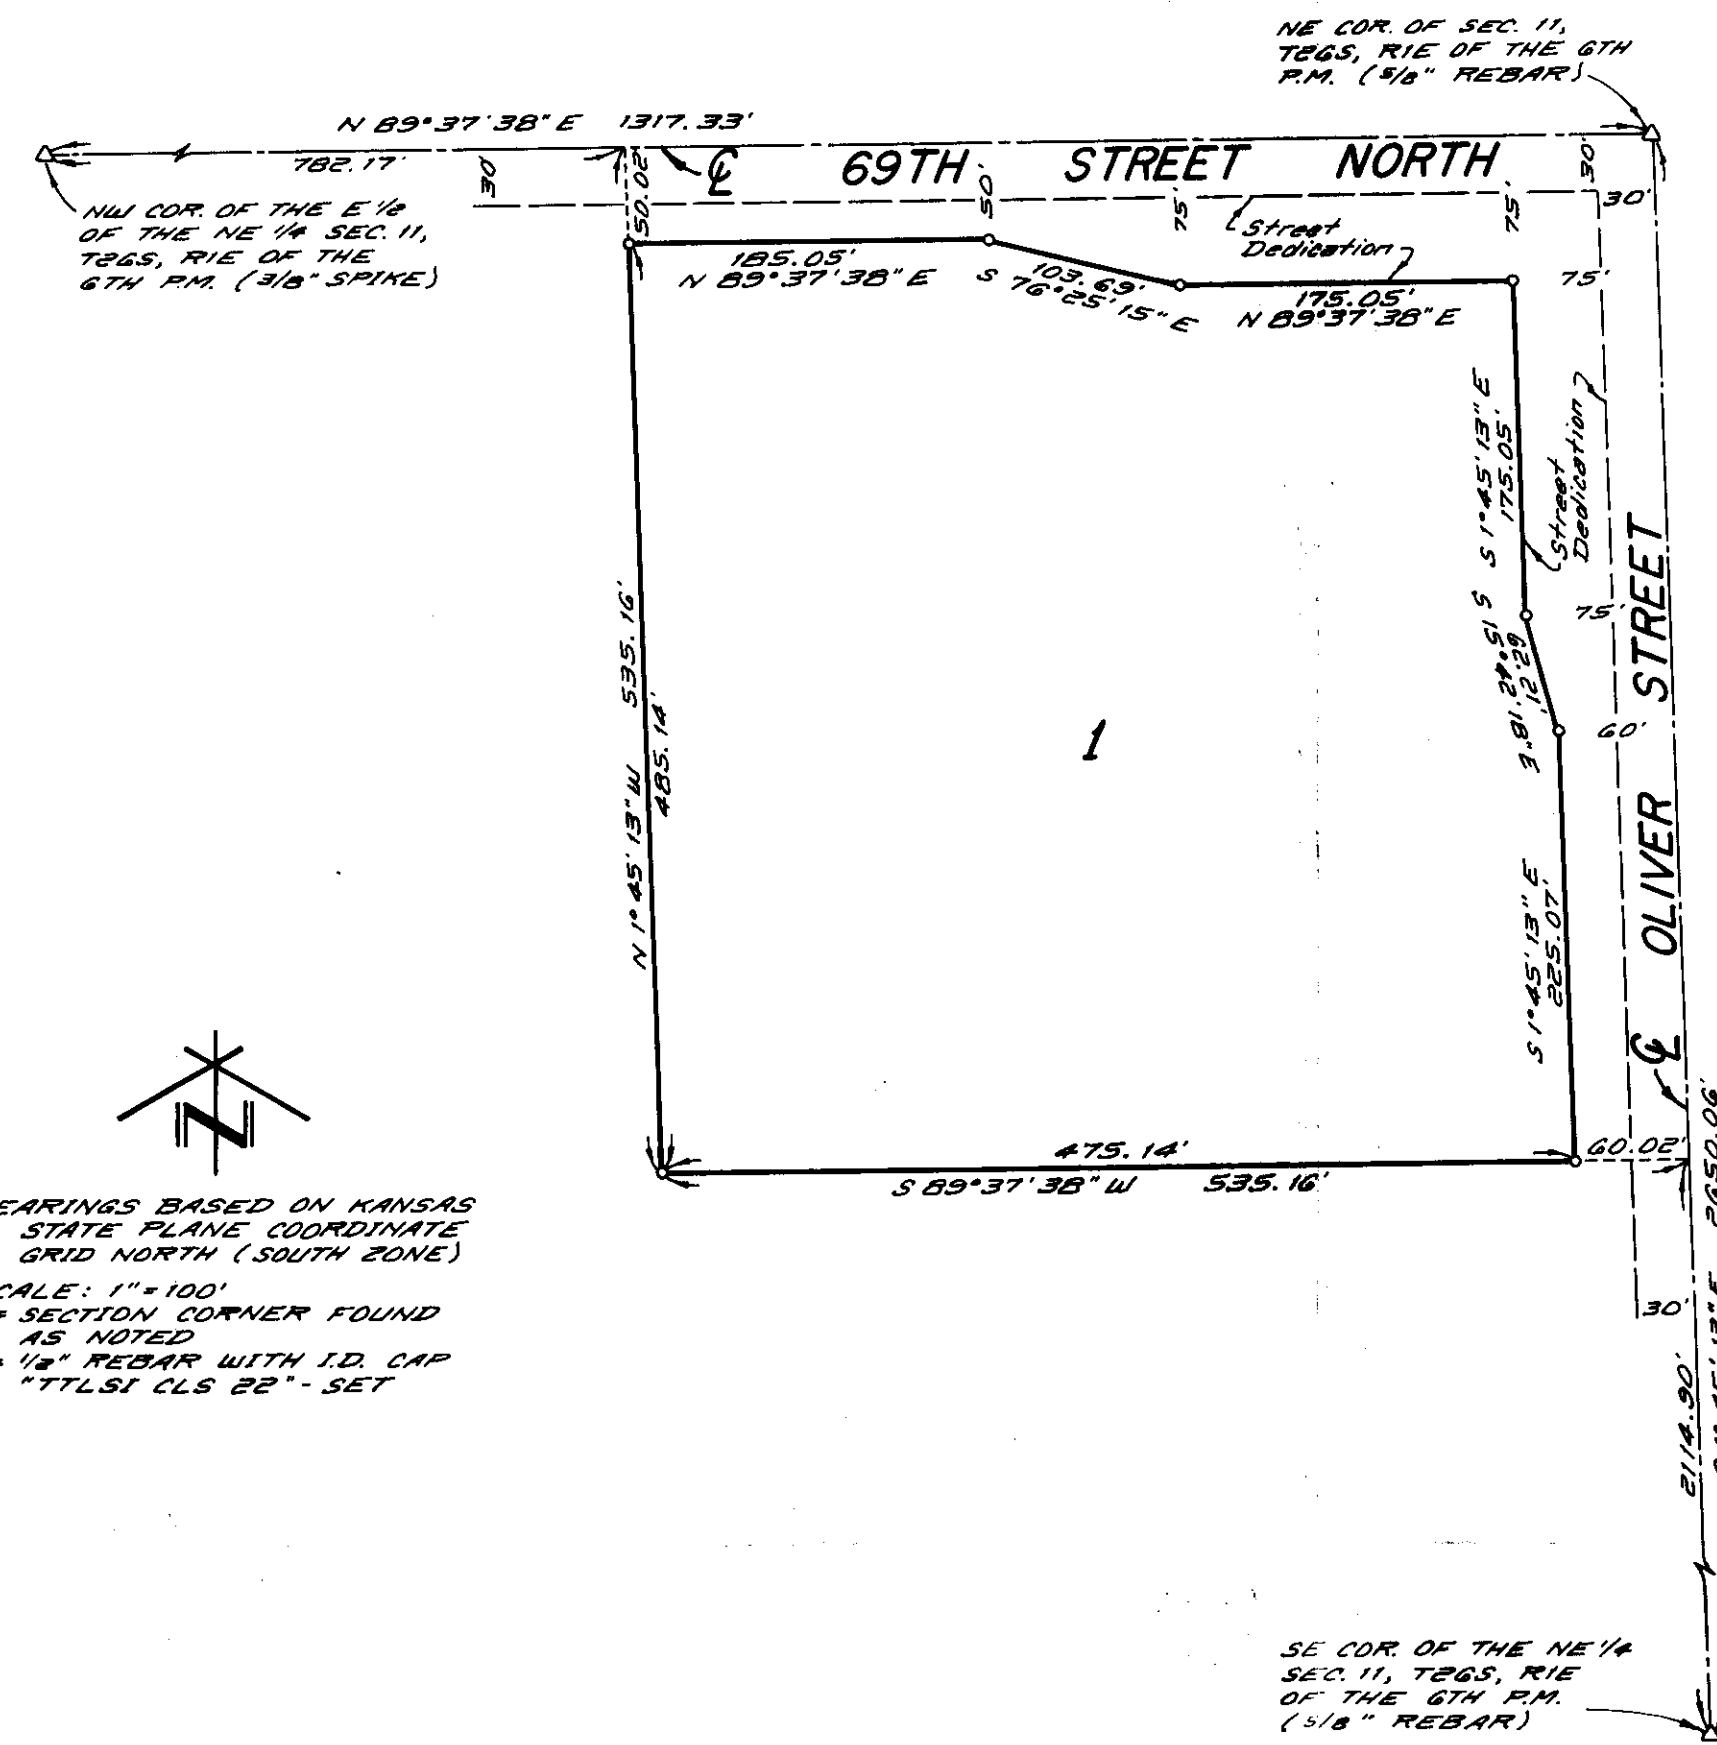 NE COR. OF SEC. 11,
T26S, R1E OF THE 6TH
P.M. (5/8" REBAR)
N 89°37'38" E 1317.33'
782.17'
30'
50.02'
℄ 69TH STREET NORTH
50'
75'
75'
30'
30'
NW COR. OF THE E 1/2
OF THE NE 1/4 SEC. 11,
T26S, R1E OF THE
6TH P.M. (3/8" SPIKE)
Street
Dedication
185.05'
N 89°37'38" E
103.69'
S 76°25'15" E
175.05'
N 89°37'38" E
75'
S 1°45'13" E
175.05'
Street
Dedication
75'
S 15°42'18" E
62.21'
60'
℄ OLIVER STREET
N 1°45'13" W 535.16'
485.14'
1
S 1°45'13" E
225.07'
475.14'
S 89°37'38" W 535.16'
60.02'
30'
2650.06'
2114.90'
N
EARINGS BASED ON KANSAS
STATE PLANE COORDINATE
GRID NORTH (SOUTH ZONE)
CALE: 1"=100'
= SECTION CORNER FOUND
AS NOTED
= 1/2" REBAR WITH I.D. CAP
"TTLSI CLS 22" - SET
SE COR. OF THE NE 1/4
SEC. 11, T26S, R1E
OF THE 6TH P.M.
(5/8" REBAR)